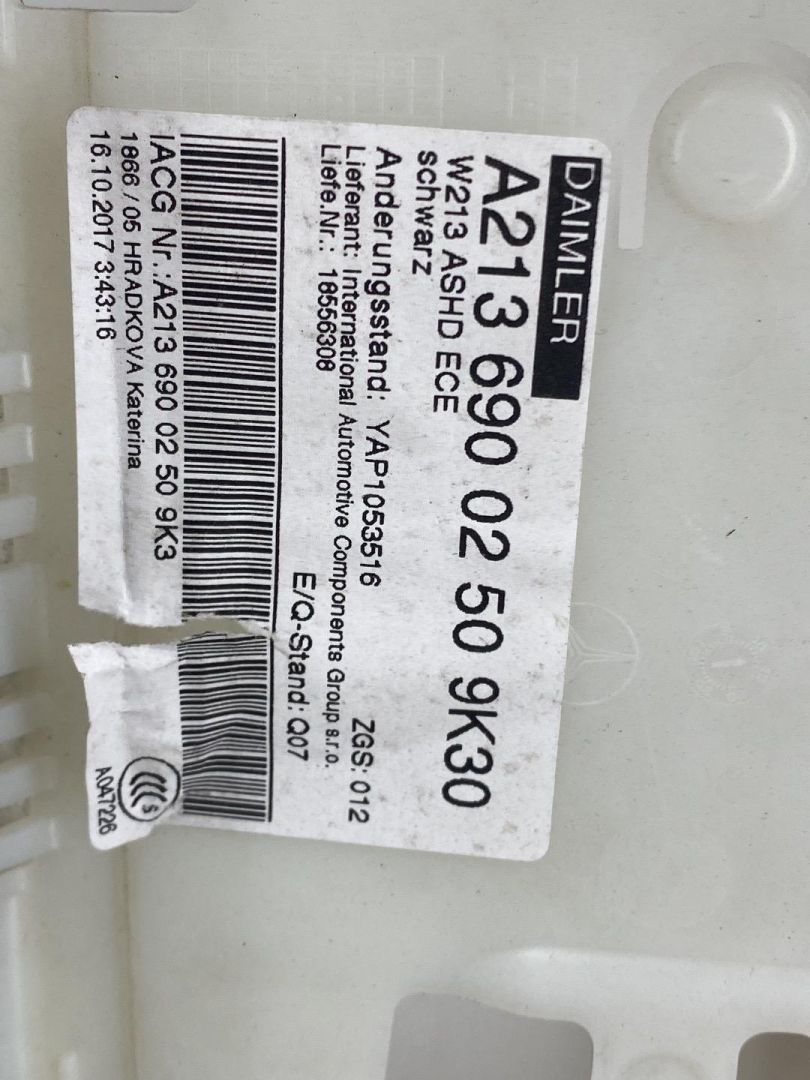 DAIMLER
A213 690 02 50 9K30
W213 ASHD ECE
schwarz
Änderungsstand: YAP1053516 ZGS: 012
Lieferant: International Automotive Components Group s.r.o.
Liefe.Nr.: 18556308 E/Q-Stand: Q07
IACG Nr.:A213 690 02 50 9K3
1866 / 05 HRADKOVA Katerina
16.10.2017 3:43:16
S
A0A7226